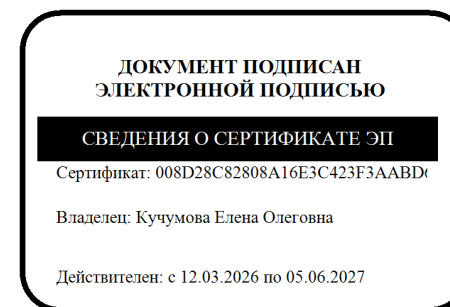 ДОКУМЕНТ ПОДПИСАН
ЭЛЕКТРОННОЙ ПОДПИСЬЮ
СВЕДЕНИЯ О СЕРТИФИКАТЕ ЭП
Сертификат: 008D28C82808A16E3C423F3AABD
Владелец: Кучумова Елена Олеговна
Действителен: с 12.03.2026 по 05.06.2027